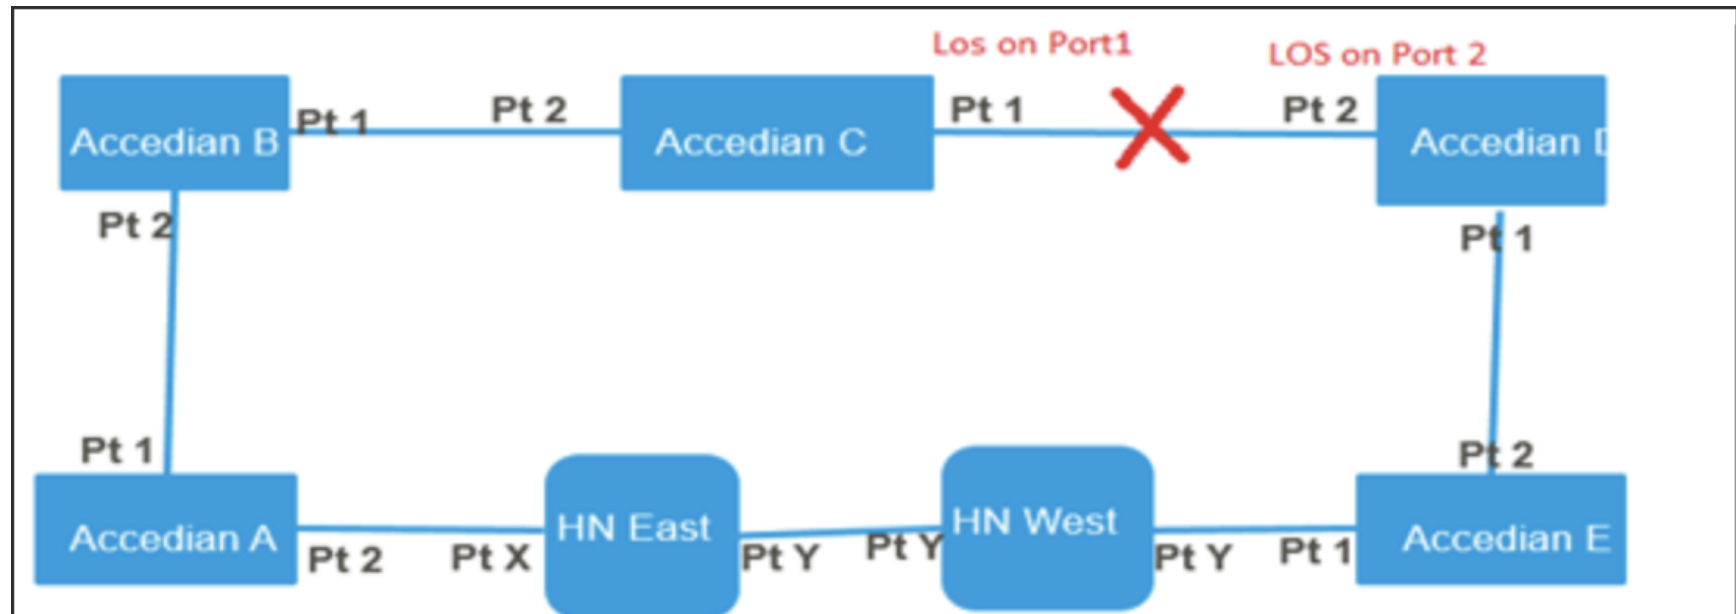 Los on Port1
LOS on Port 2
Accedian B
Pt 1
Pt 2
Accedian C
Pt 1
Pt 2
Accedian D
Pt 2
Pt 1
Pt 1
Pt 2
Accedian A
Pt 2
Pt X
HN East
Pt Y
Pt Y
HN West
Pt Y
Pt 1
Accedian E